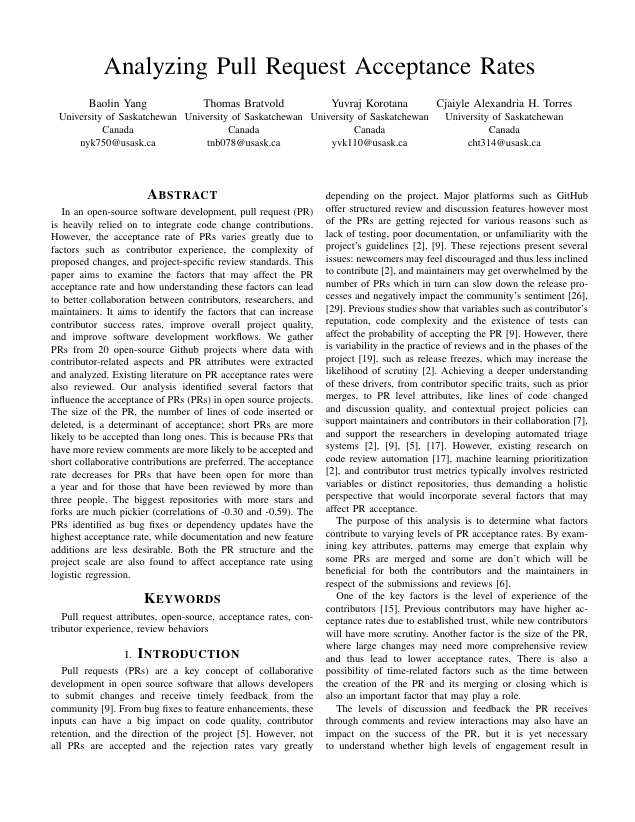 Analyzing Pull Request Acceptance Rates
Baolin Yang
University of Saskatchewan
Canada
nyk750@usask.ca
Thomas Bratvold
University of Saskatchewan
Canada
tnb078@usask.ca
Yuvraj Korotana
University of Saskatchewan
Canada
yvk110@usask.ca
Cjaiyle Alexandria H. Torres
University of Saskatchewan
Canada
cht314@usask.ca
ABSTRACT
In an open-source software development, pull request (PR)
is heavily relied on to integrate code change contributions.
However, the acceptance rate of PRs varies greatly due to
factors such as contributor experience, the complexity of
proposed changes, and project-specific review standards. This
paper aims to examine the factors that may affect the PR
acceptance rate and how understanding these factors can lead
to better collaboration between contributors, researchers, and
maintainers. It aims to identify the factors that can increase
contributor success rates, improve overall project quality,
and improve software development workflows. We gather
PRs from 20 open-source Github projects where data with
contributor-related aspects and PR attributes were extracted
and analyzed. Existing literature on PR acceptance rates were
also reviewed. Our analysis identified several factors that
influence the acceptance of PRs (PRs) in open source projects.
The size of the PR, the number of lines of code inserted or
deleted, is a determinant of acceptance; short PRs are more
likely to be accepted than long ones. This is because PRs that
have more review comments are more likely to be accepted and
short collaborative contributions are preferred. The acceptance
rate decreases for PRs that have been open for more than
a year and for those that have been reviewed by more than
three people. The biggest repositories with more stars and
forks are much pickier (correlations of -0.30 and -0.59). The
PRs identified as bug fixes or dependency updates have the
highest acceptance rate, while documentation and new feature
additions are less desirable. Both the PR structure and the
project scale are also found to affect acceptance rate using
logistic regression.
KEYWORDS
Pull request attributes, open-source, acceptance rates, con-
tributor experience, review behaviors
I. INTRODUCTION
Pull requests (PRs) are a key concept of collaborative
development in open source software that allows developers
to submit changes and receive timely feedback from the
community [9]. From bug fixes to feature enhancements, these
inputs can have a big impact on code quality, contributor
retention, and the direction of the project [5]. However, not
all PRs are accepted and the rejection rates vary greatly
depending on the project. Major platforms such as GitHub
offer structured review and discussion features however most
of the PRs are getting rejected for various reasons such as
lack of testing, poor documentation, or unfamiliarity with the
project's guidelines [2], [9]. These rejections present several
issues: newcomers may feel discouraged and thus less inclined
to contribute [2], and maintainers may get overwhelmed by the
number of PRs which in turn can slow down the release pro-
cesses and negatively impact the community's sentiment [26],
[29]. Previous studies show that variables such as contributor's
reputation, code complexity and the existence of tests can
affect the probability of accepting the PR [9]. However, there
is variability in the practice of reviews and in the phases of the
project [19], such as release freezes, which may increase the
likelihood of scrutiny [2]. Achieving a deeper understanding
of these drivers, from contributor specific traits, such as prior
merges, to PR level attributes, like lines of code changed
and discussion quality, and contextual project policies can
support maintainers and contributors in their collaboration [7],
and support the researchers in developing automated triage
systems [2], [9], [5], [17]. However, existing research on
code review automation [17], machine learning prioritization
[2], and contributor trust metrics typically involves restricted
variables or distinct repositories, thus demanding a holistic
perspective that would incorporate several factors that may
affect PR acceptance.
The purpose of this analysis is to determine what factors
contribute to varying levels of PR acceptance rates. By exam-
ining key attributes, patterns may emerge that explain why
some PRs are merged and some are don't which will be
beneficial for both the contributors and the maintainers in
respect of the submissions and reviews [6].
One of the key factors is the level of experience of the
contributors [15]. Previous contributors may have higher ac-
ceptance rates due to established trust, while new contributors
will have more scrutiny. Another factor is the size of the PR,
where large changes may need more comprehensive review
and thus lead to lower acceptance rates. There is also a
possibility of time-related factors such as the time between
the creation of the PR and its merging or closing which is
also an important factor that may play a role.
The levels of discussion and feedback the PR receives
through comments and review interactions may also have an
impact on the success of the PR, but it is yet necessary
to understand whether high levels of engagement result in